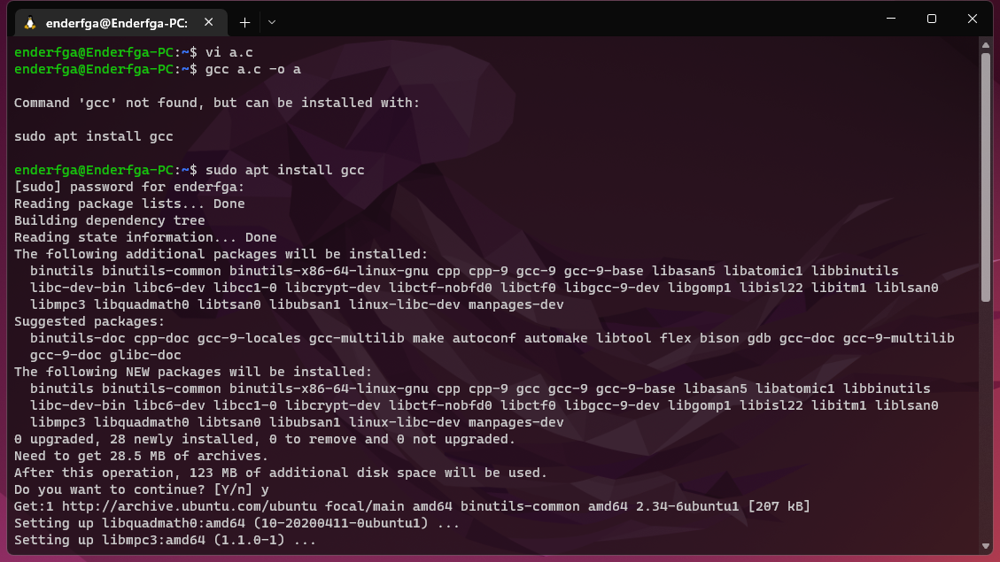 enderfga@Enderfga-PC:
enderfga@Enderfga-PC:~$ vi a.c
enderfga@Enderfga-PC:~$ gcc a.c -o a
Command 'gcc' not found, but can be installed with:
sudo apt install gcc
enderfga@Enderfga-PC:~$ sudo apt install gcc
[sudo] password for enderfga:
Reading package lists... Done
Building dependency tree
Reading state information... Done
The following additional packages will be installed:
binutils binutils-common binutils-x86-64-linux-gnu cpp cpp-9 gcc-9 gcc-9-base libasan5 libatomic1 libbinutils
libc-dev-bin libc6-dev libcc1-0 libcrypt-dev libctf-nobfd0 libctf0 libgcc-9-dev libgomp1 libisl22 libitm1 liblsan0
libmpc3 libquadmath0 libtsan0 libubsan1 linux-libc-dev manpages-dev
Suggested packages:
binutils-doc cpp-doc gcc-9-locales gcc-multilib make autoconf automake libtool flex bison gdb gcc-doc gcc-9-multilib
gcc-9-doc glibc-doc
The following NEW packages will be installed:
binutils binutils-common binutils-x86-64-linux-gnu cpp cpp-9 gcc gcc-9 gcc-9-base libasan5 libatomic1 libbinutils
libc-dev-bin libc6-dev libcc1-0 libcrypt-dev libctf-nobfd0 libctf0 libgcc-9-dev libgomp1 libisl22 libitm1 liblsan0
libmpc3 libquadmath0 libtsan0 libubsan1 linux-libc-dev manpages-dev
0 upgraded, 28 newly installed, 0 to remove and 0 not upgraded.
Need to get 28.5 MB of archives.
After this operation, 123 MB of additional disk space will be used.
Do you want to continue? [Y/n] y
Get:1 http://archive.ubuntu.com/ubuntu focal/main amd64 binutils-common amd64 2.34-6ubuntu1 [207 kB]
Setting up libquadmath0:amd64 (10-20200411-0ubuntu1) ...
Setting up libmpc3:amd64 (1.1.0-1) ...